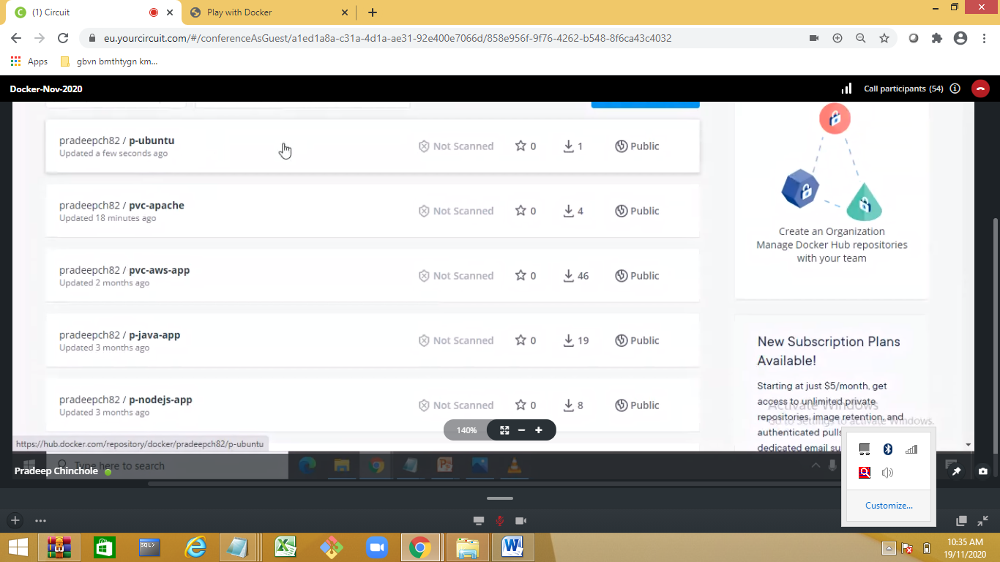 (1) Circuit
Play with Docker
eu.yourcircuit.com/#/conferenceAsGuest/a1ed1a8a-c31a-4d1a-ae31-92e400e7066d/858e956f-9f76-4262-b548-8f6ca43c4032
Apps
gbvn bmthtygn km...
Docker-Nov-2020
Call participants (54)
pradeepch82 / p-ubuntu
Updated a few seconds ago
Not Scanned
0
1
Public
pradeepch82 / pvc-apache
Updated 18 minutes ago
Not Scanned
0
4
Public
pradeepch82 / pvc-aws-app
Updated 2 months ago
Not Scanned
0
46
Public
pradeepch82 / p-java-app
Updated 3 months ago
Not Scanned
0
19
Public
pradeepch82 / p-nodejs-app
Updated 3 months ago
Not Scanned
0
8
Public
Create an Organization
Manage Docker Hub repositories
with your team
New Subscription Plans
Available!
Starting at just $5/month, get
access to unlimited private
repositories, image retention, and
authenticated pulls
dedicated email su
Activate Windows
Go to Settings to activate Windows.
140%
https://hub.docker.com/repository/docker/pradeepch82/p-ubuntu
Type here to search
Pradeep Chinchole
Customize...
SQL>
10:35 AM
19/11/2020